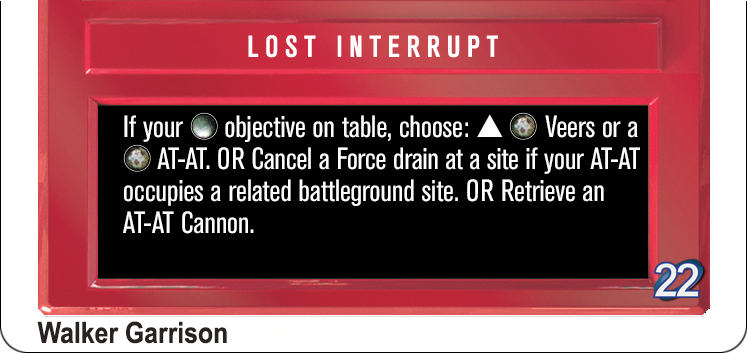 LOST INTERRUPT
If your objective on table, choose: ▲ Veers or a
AT-AT. OR Cancel a Force drain at a site if your AT-AT
occupies a related battleground site. OR Retrieve an
AT-AT Cannon.
22
Walker Garrison